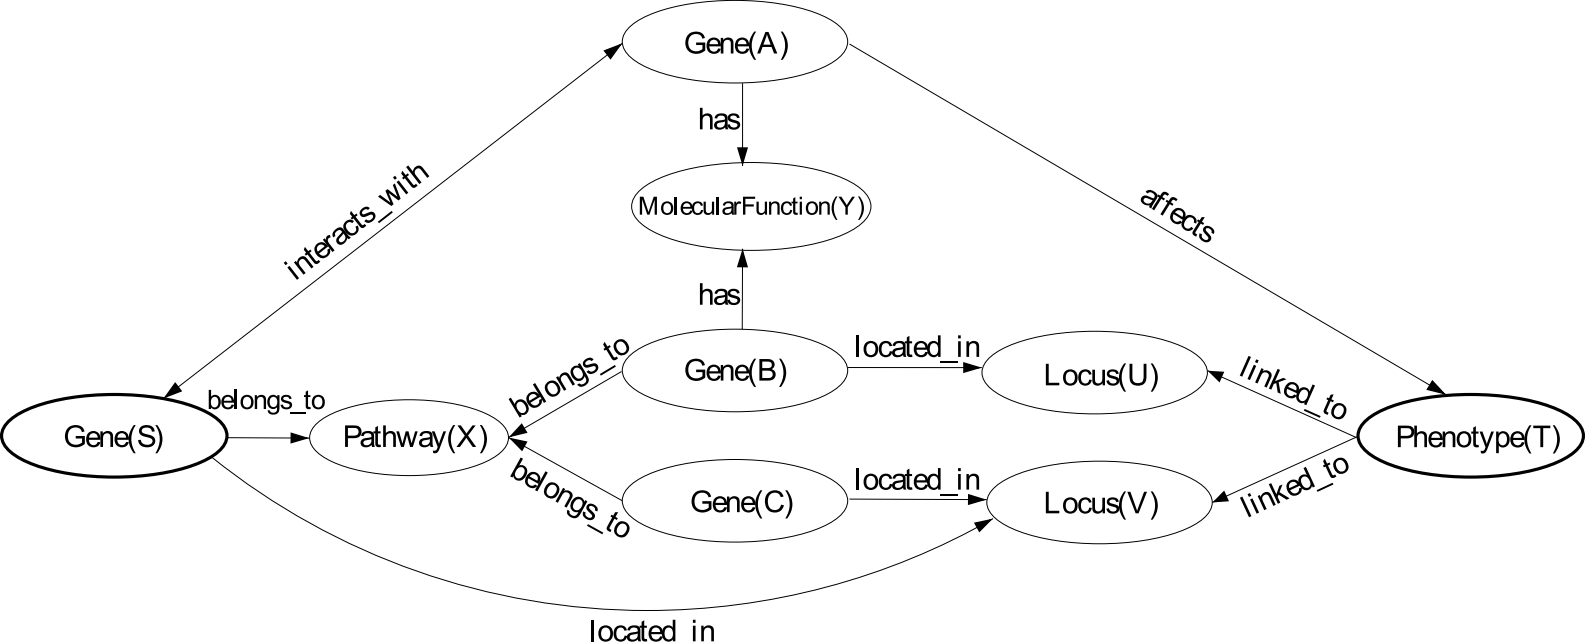 Gene(A)
has
MolecularFunction(Y)
interacts_with
affects
has
Gene(B)
located_in
Locus(U)
belongs_to
linked_to
belongs_to
Gene(S)
Pathway(X)
Phenotype(T)
belongs_to
Gene(C)
located_in
Locus(V)
linked_to
located_in